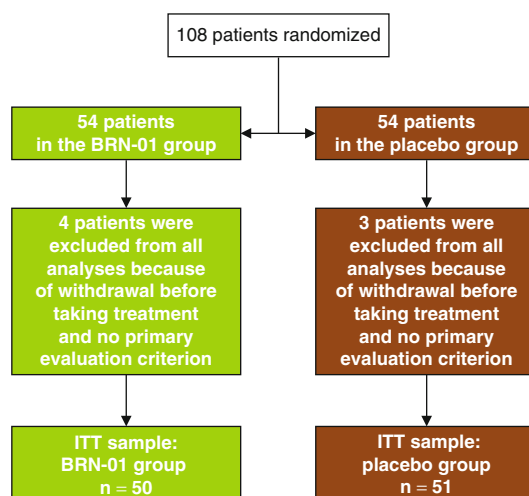 108 patients randomized
54 patients
in the BRN-01 group
54 patients
in the placebo group
4 patients were
excluded from all
analyses because
of withdrawal before
taking treatment
and no primary
evaluation criterion
3 patients were
excluded from all
analyses because
of withdrawal before
taking treatment
and no primary
evaluation criterion
ITT sample:
BRN-01 group
n = 50
ITT sample:
placebo group
n = 51